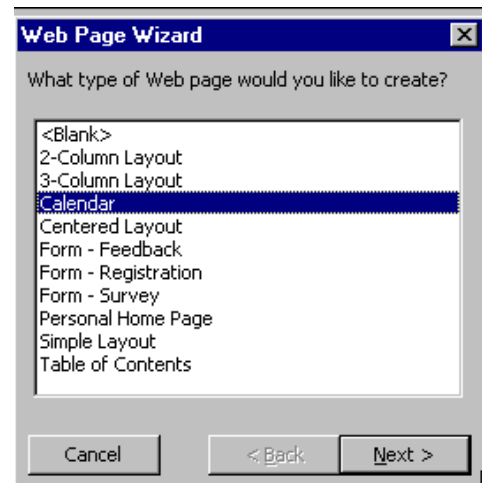 Web Page Wizard
What type of Web page would you like to create?
<Blank>
2-Column Layout
3-Column Layout
Calendar
Centered Layout
Form - Feedback
Form - Registration
Form - Survey
Personal Home Page
Simple Layout
Table of Contents
Cancel < Back Next >